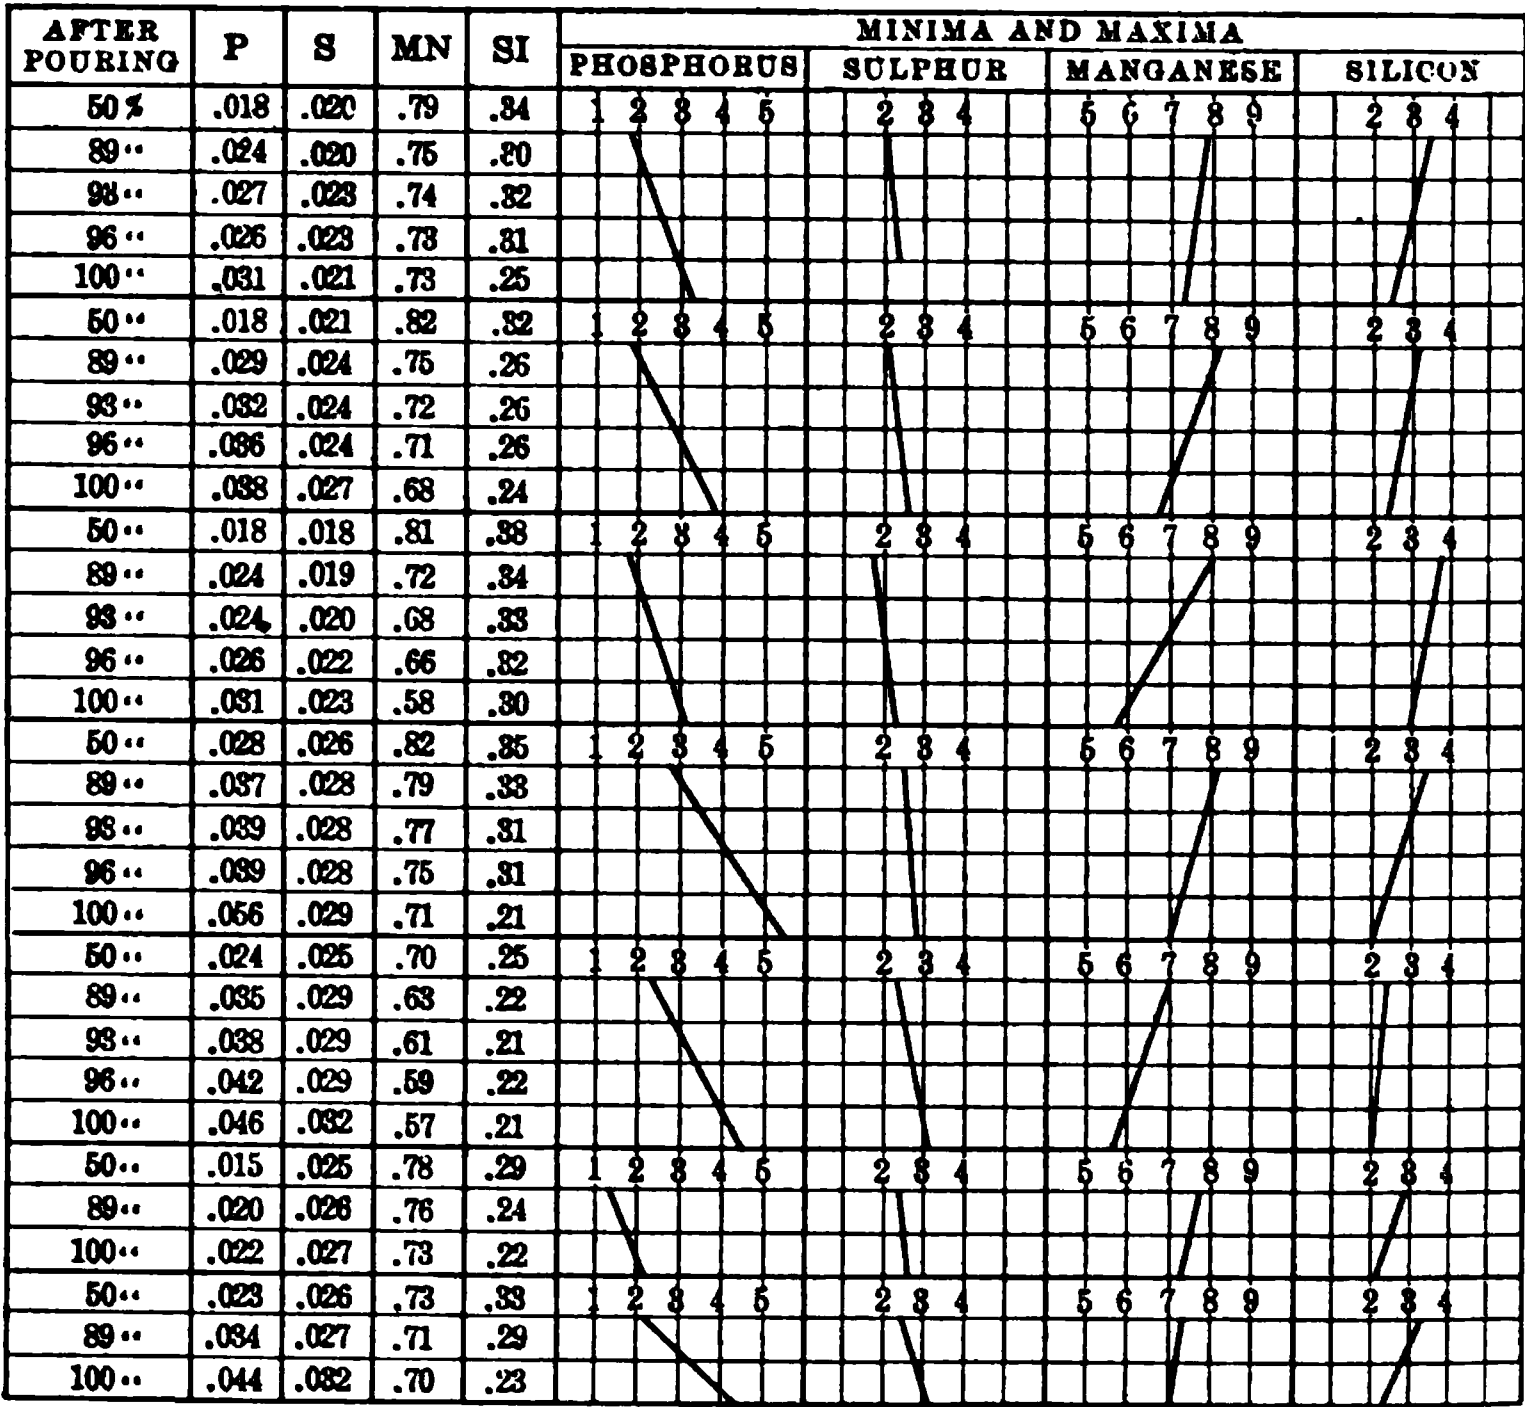 AFTER POURING P S MN SI MINIMA AND MAXIMA
PHOSPHORUS SULPHUR MANGANESE SILICON
50 % .018 .020 .79 .34 1 2 3 4 5 2 3 4 5 6 7 8 9 2 3 4
89 " .024 .020 .75 .30
93 " .027 .023 .74 .32
96 " .026 .023 .73 .31
100 " .031 .021 .73 .25
50 " .018 .021 .82 .32 1 2 3 4 5 2 3 4 5 6 7 8 9 2 3 4
89 " .029 .024 .75 .26
93 " .032 .024 .72 .26
96 " .036 .024 .71 .26
100 " .038 .027 .68 .24
50 " .018 .018 .81 .38 1 2 3 4 5 2 3 4 5 6 7 8 9 2 3 4
89 " .024 .019 .72 .34
93 " .024 .020 .68 .33
96 " .026 .022 .66 .32
100 " .031 .023 .58 .30
50 " .028 .026 .82 .35 1 2 3 4 5 2 3 4 5 6 7 8 9 2 3 4
89 " .037 .028 .79 .33
93 " .039 .028 .77 .31
96 " .039 .028 .75 .31
100 " .056 .029 .71 .21
50 " .024 .025 .70 .25 1 2 3 4 5 2 3 4 5 6 7 8 9 2 3 4
89 " .035 .029 .63 .22
93 " .038 .029 .61 .21
96 " .042 .029 .59 .22
100 " .046 .032 .57 .21
50 " .015 .025 .78 .29 1 2 3 4 5 2 3 4 5 6 7 8 9 2 3 4
89 " .020 .026 .76 .24
100 " .022 .027 .73 .22
50 " .023 .026 .73 .33 1 2 3 4 5 2 3 4 5 6 7 8 9 2 3 4
89 " .034 .027 .71 .29
100 " .044 .032 .70 .23